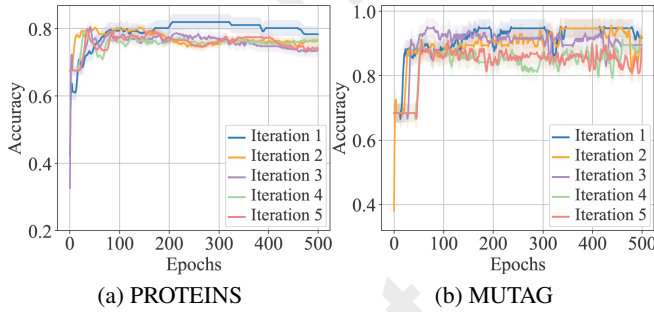 0.8
0.6
0.4
0.2
Accuracy
Iteration 1
Iteration 2
Iteration 3
Iteration 4
Iteration 5
0 100 200 300 400 500
Epochs
(a) PROTEINS
1.0
0.8
0.6
0.4
Accuracy
Iteration 1
Iteration 2
Iteration 3
Iteration 4
Iteration 5
0 100 200 300 400 500
Epochs
(b) MUTAG